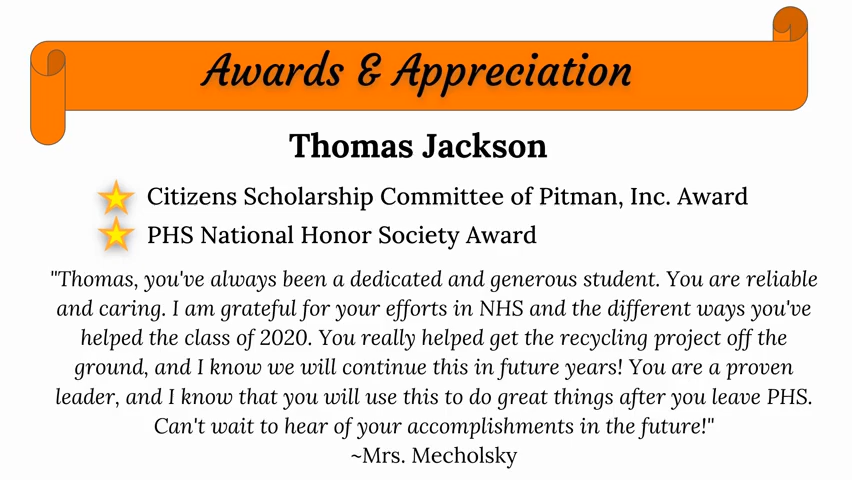 Awards & Appreciation
Thomas Jackson
Citizens Scholarship Committee of Pitman, Inc. Award
PHS National Honor Society Award
"Thomas, you've always been a dedicated and generous student. You are reliable
and caring. I am grateful for your efforts in NHS and the different ways you've
helped the class of 2020. You really helped get the recycling project off the
ground, and I know we will continue this in future years! You are a proven
leader, and I know that you will use this to do great things after you leave PHS.
Can't wait to hear of your accomplishments in the future!"
~Mrs. Mecholsky